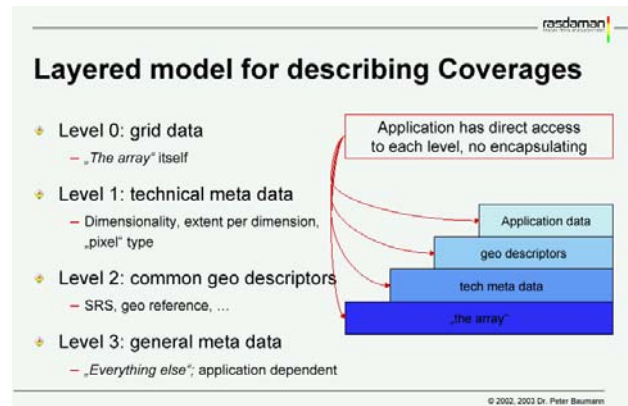 rasdaman
Layered model for describing Coverages
Level 0: grid data
– „The array“ itself
Level 1: technical meta data
– Dimensionality, extent per dimension,
„pixel“ type
Level 2: common geo descriptors
– SRS, geo reference, …
Level 3: general meta data
– „Everything else“; application dependent
Application has direct access
to each level, no encapsulating
Application data
geo descriptors
tech meta data
„the array“
© 2002, 2003 Dr. Peter Baumann